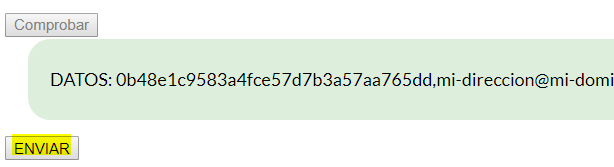 Comprobar
DATOS: 0b48e1c9583a4fce57d7b3a57aa765dd,mi-direccion@mi-domi
ENVIAR